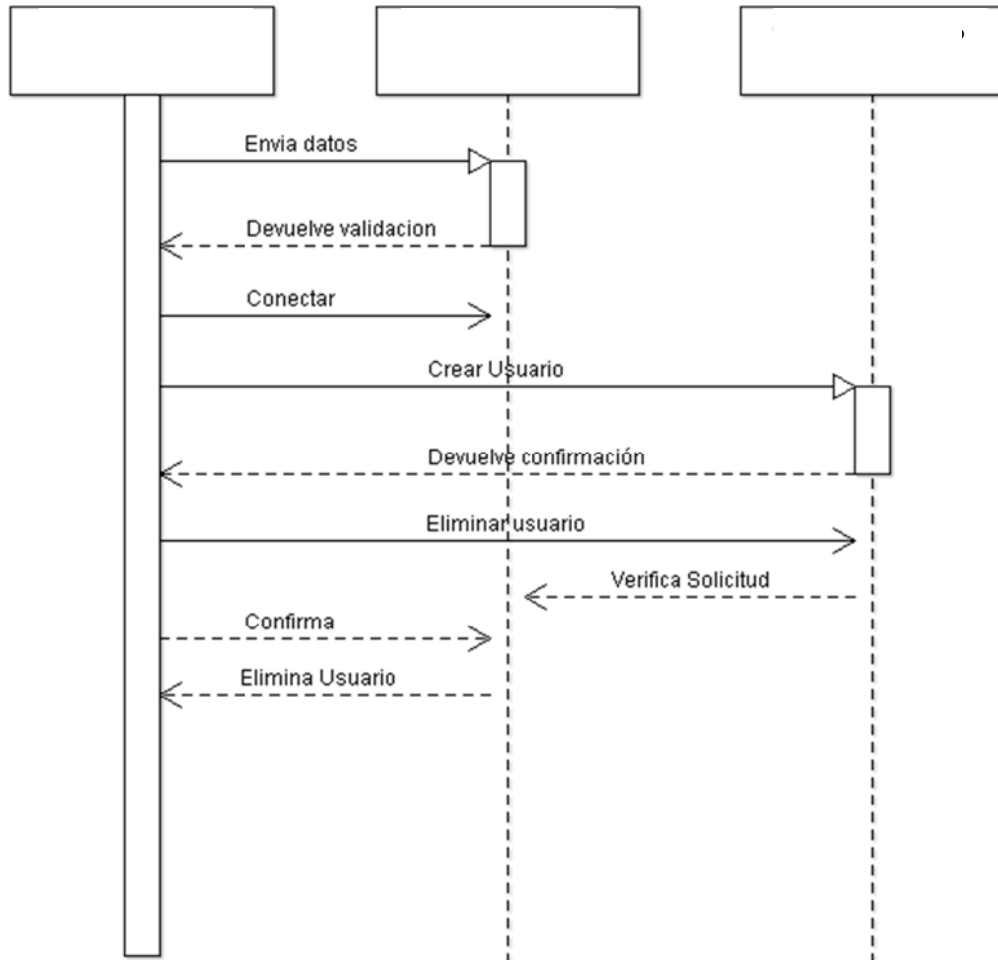 Envia datos
Devuelve validacion
Conectar
Crear Usuario
Devuelve confirmación
Eliminar usuario
Verifica Solicitud
Confirma
Elimina Usuario